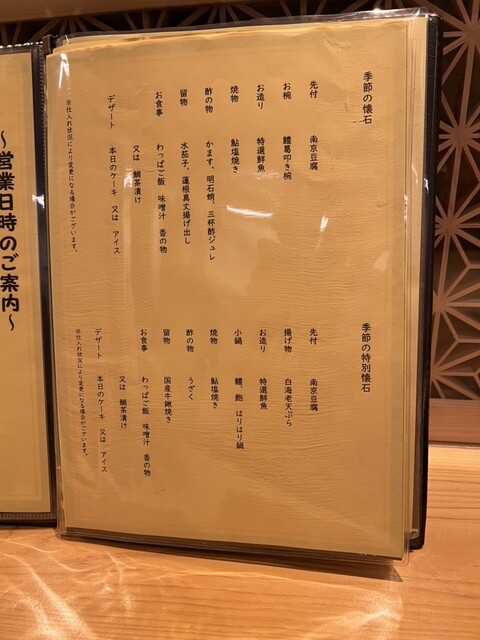 季節の懐石
先付　南京豆腐
お椀　鱧葛叩き椀
お造り　特選鮮魚
焼物　鮎塩焼き
酢の物　かます、明石蛸、三杯酢ジュレ
留物　水茄子、蓮根真丈揚げ出し
お食事　わっぱご飯　味噌汁　香の物
又は　鯛茶漬け
デザート　本日のケーキ　又は　アイス
※仕入れ状況により変更になる場合がございます。
季節の特別懐石
先付　南京豆腐
揚げ物　白海老天ぷら
お造り　特選鮮魚
小鍋　鱧、鮑　はりはり鍋
焼物　鮎塩焼き
酢の物　うざく
留物　国産牛鍬焼き
お食事　わっぱご飯　味噌汁　香の物
又は　鯛茶漬け
デザート　本日のケーキ　又は　アイス
※仕入れ状況により変更になる場合がございます。
～営業日時のご案内～